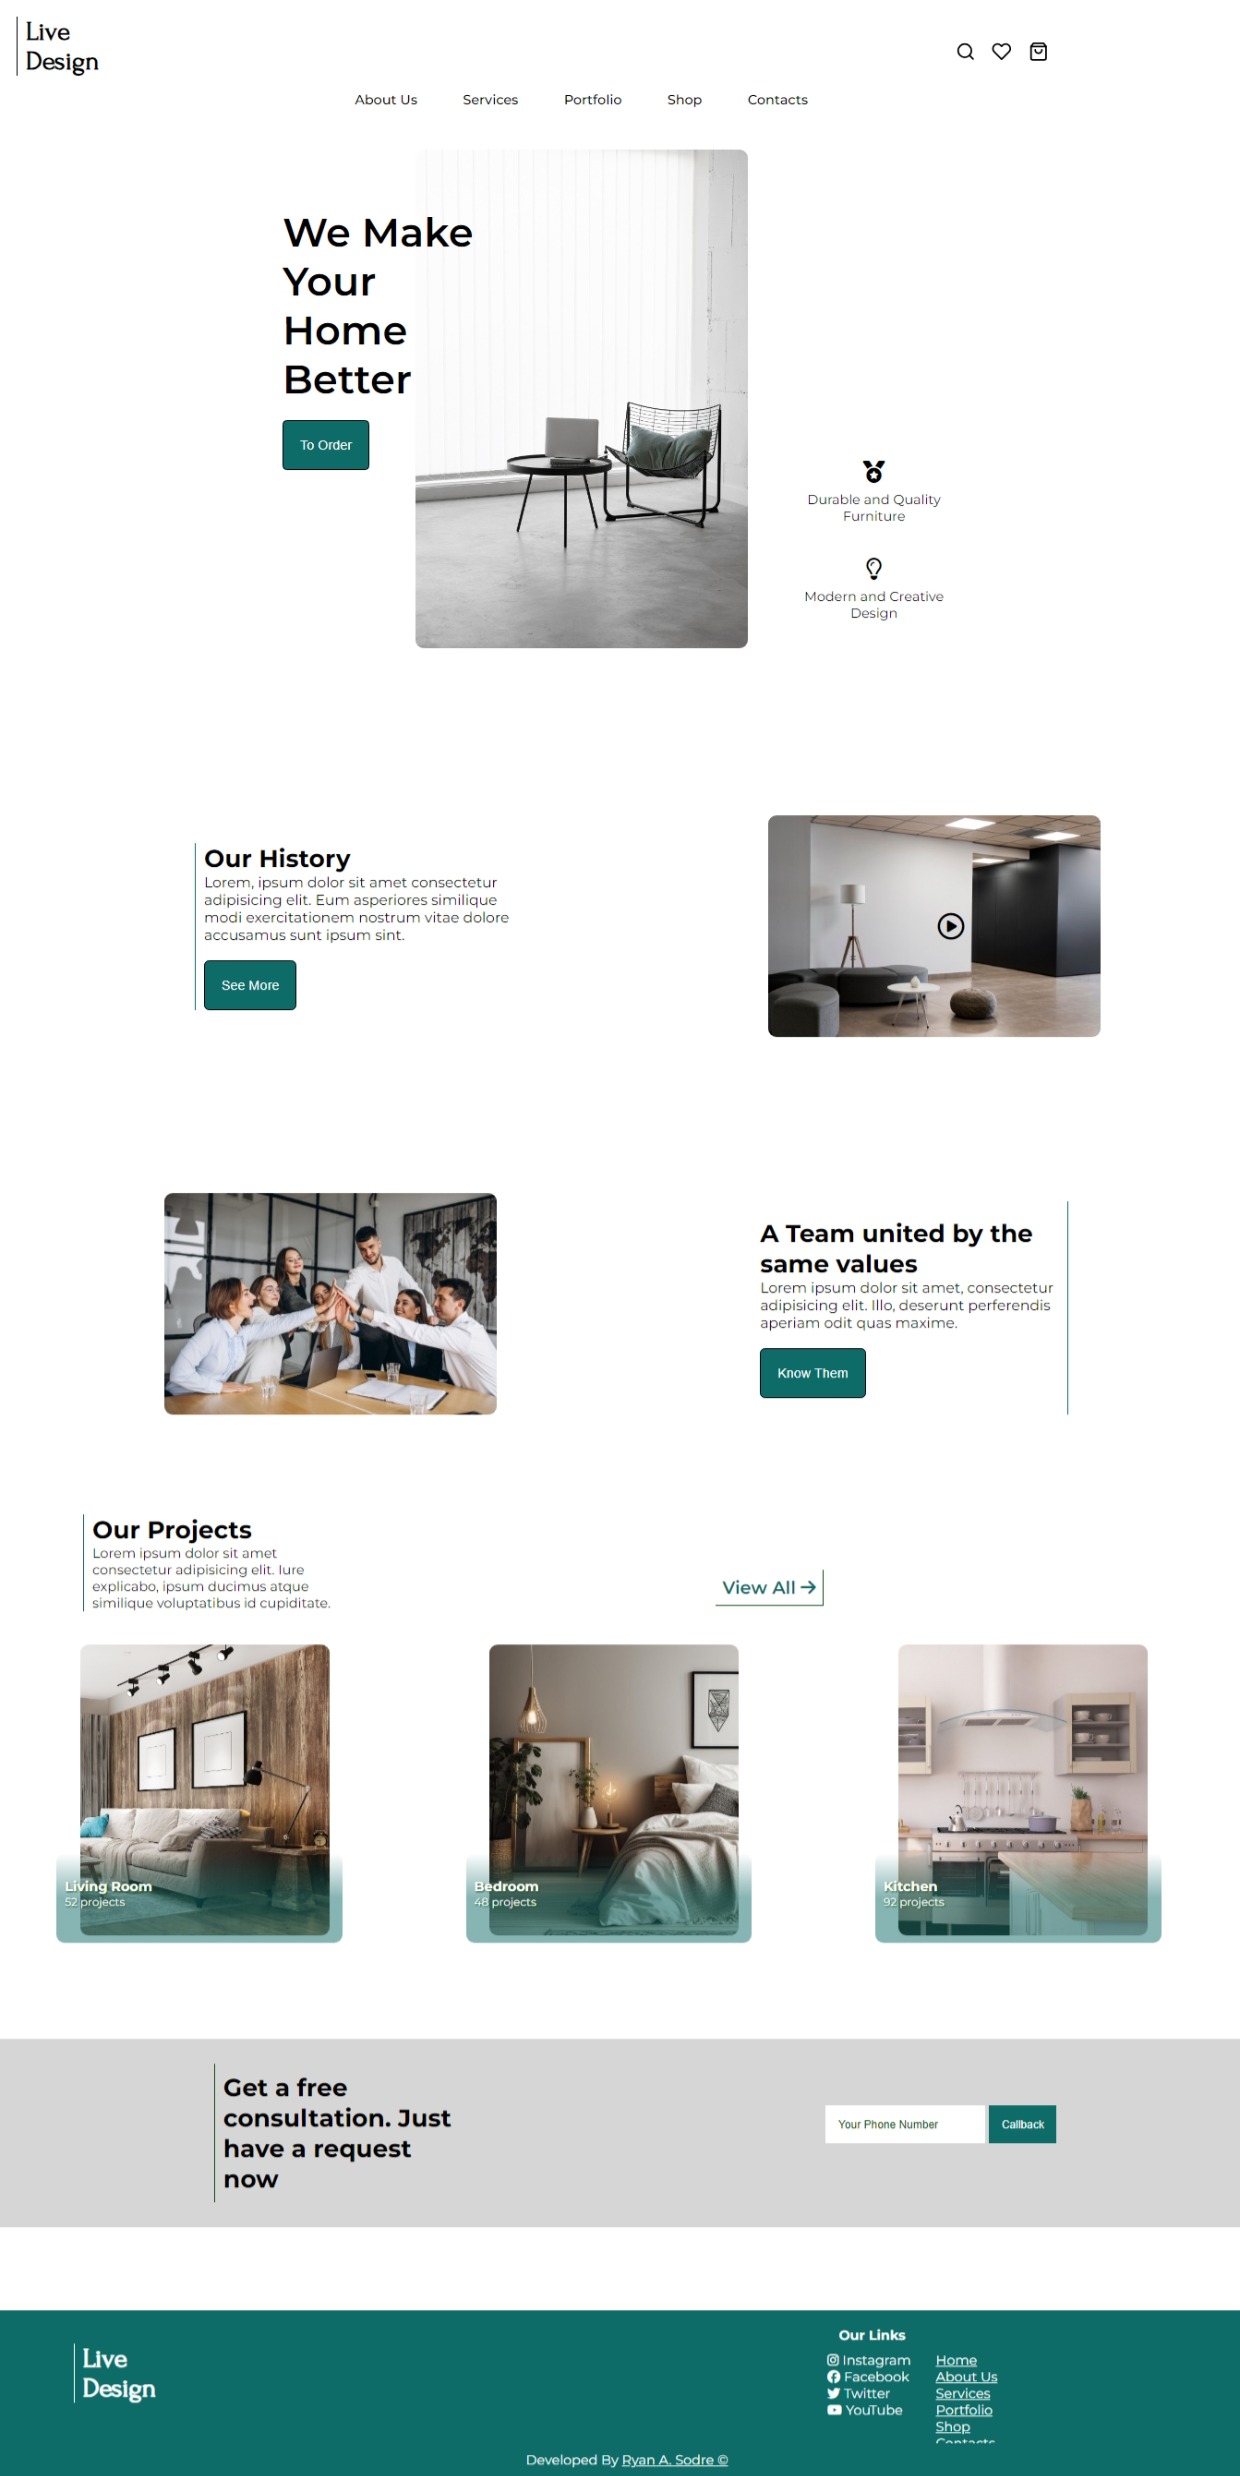 Live
Design
About Us Services Portfolio Shop Contacts
We Make
Your
Home
Better
To Order
Durable and Quality
Furniture
Modern and Creative
Design
Our History
Lorem, ipsum dolor sit amet consectetur
adipisicing elit. Eum asperiores similique
modi exercitationem nostrum vitae dolore
accusamus sunt ipsum sint.
See More
A Team united by the
same values
Lorem ipsum dolor sit amet, consectetur
adipisicing elit. Illo, deserunt perferendis
aperiam odit quas maxime.
Know Them
Our Projects
Lorem ipsum dolor sit amet
consectetur adipisicing elit. Iure
explicabo, ipsum ducimus atque
similique voluptatibus id cupiditate.
View All
Living Room
52 projects
Bedroom
48 projects
Kitchen
92 projects
Get a free
consultation. Just
have a request
now
Your Phone Number
Callback
Live
Design
Our Links
Instagram
Facebook
Twitter
YouTube
Home
About Us
Services
Portfolio
Shop
Contacts
Developed By Ryan A. Sodre ©